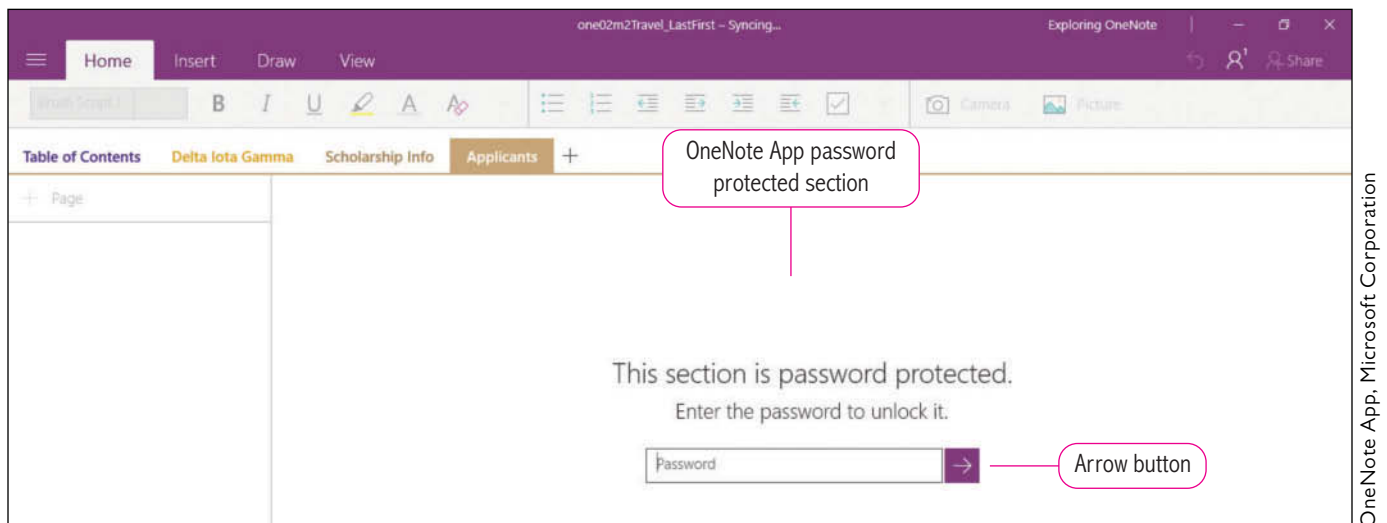 one02m2Travel_LastFirst – Syncing...
Exploring OneNote
Home Insert Draw View
1
Share
B I U A A
Camera Picture
Table of Contents Delta Iota Gamma Scholarship Info Applicants +
OneNote App password
protected section
+ Page
This section is password protected.
Enter the password to unlock it.
Password
Arrow button
OneNote App, Microsoft Corporation